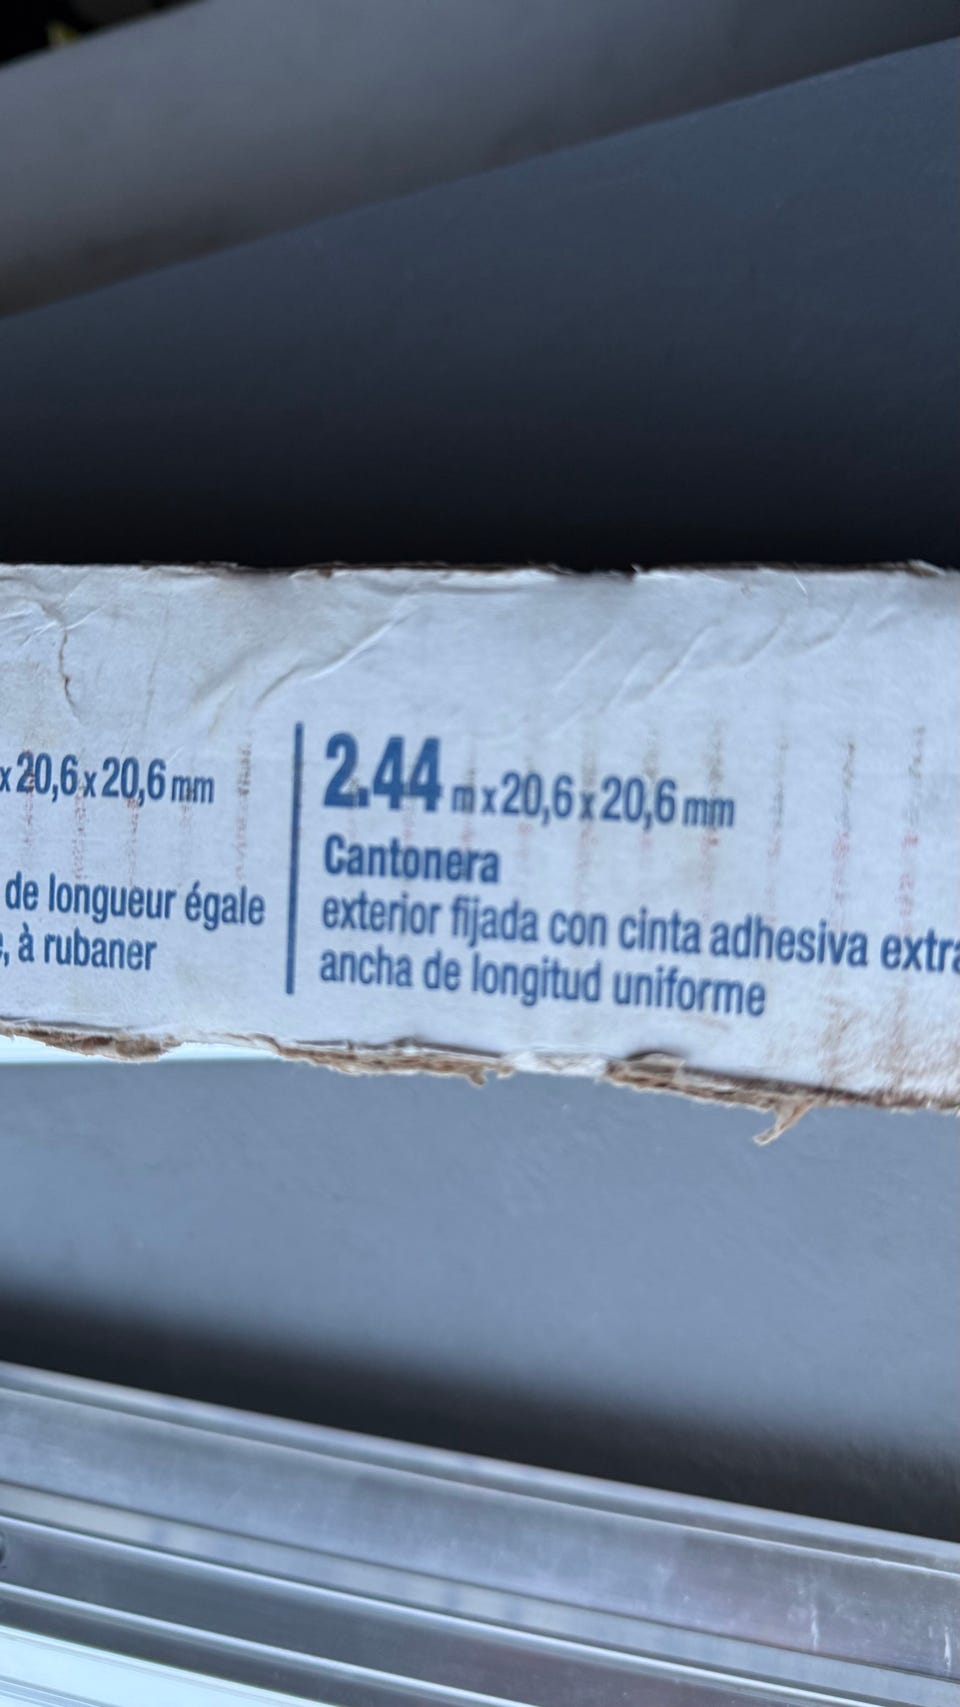 x 20,6 x 20,6 mm
de longueur égale
à rubaner
2.44 m x 20,6 x 20,6 mm
Cantonera
exterior fijada con cinta adhesiva
ancha de longitud uniforme